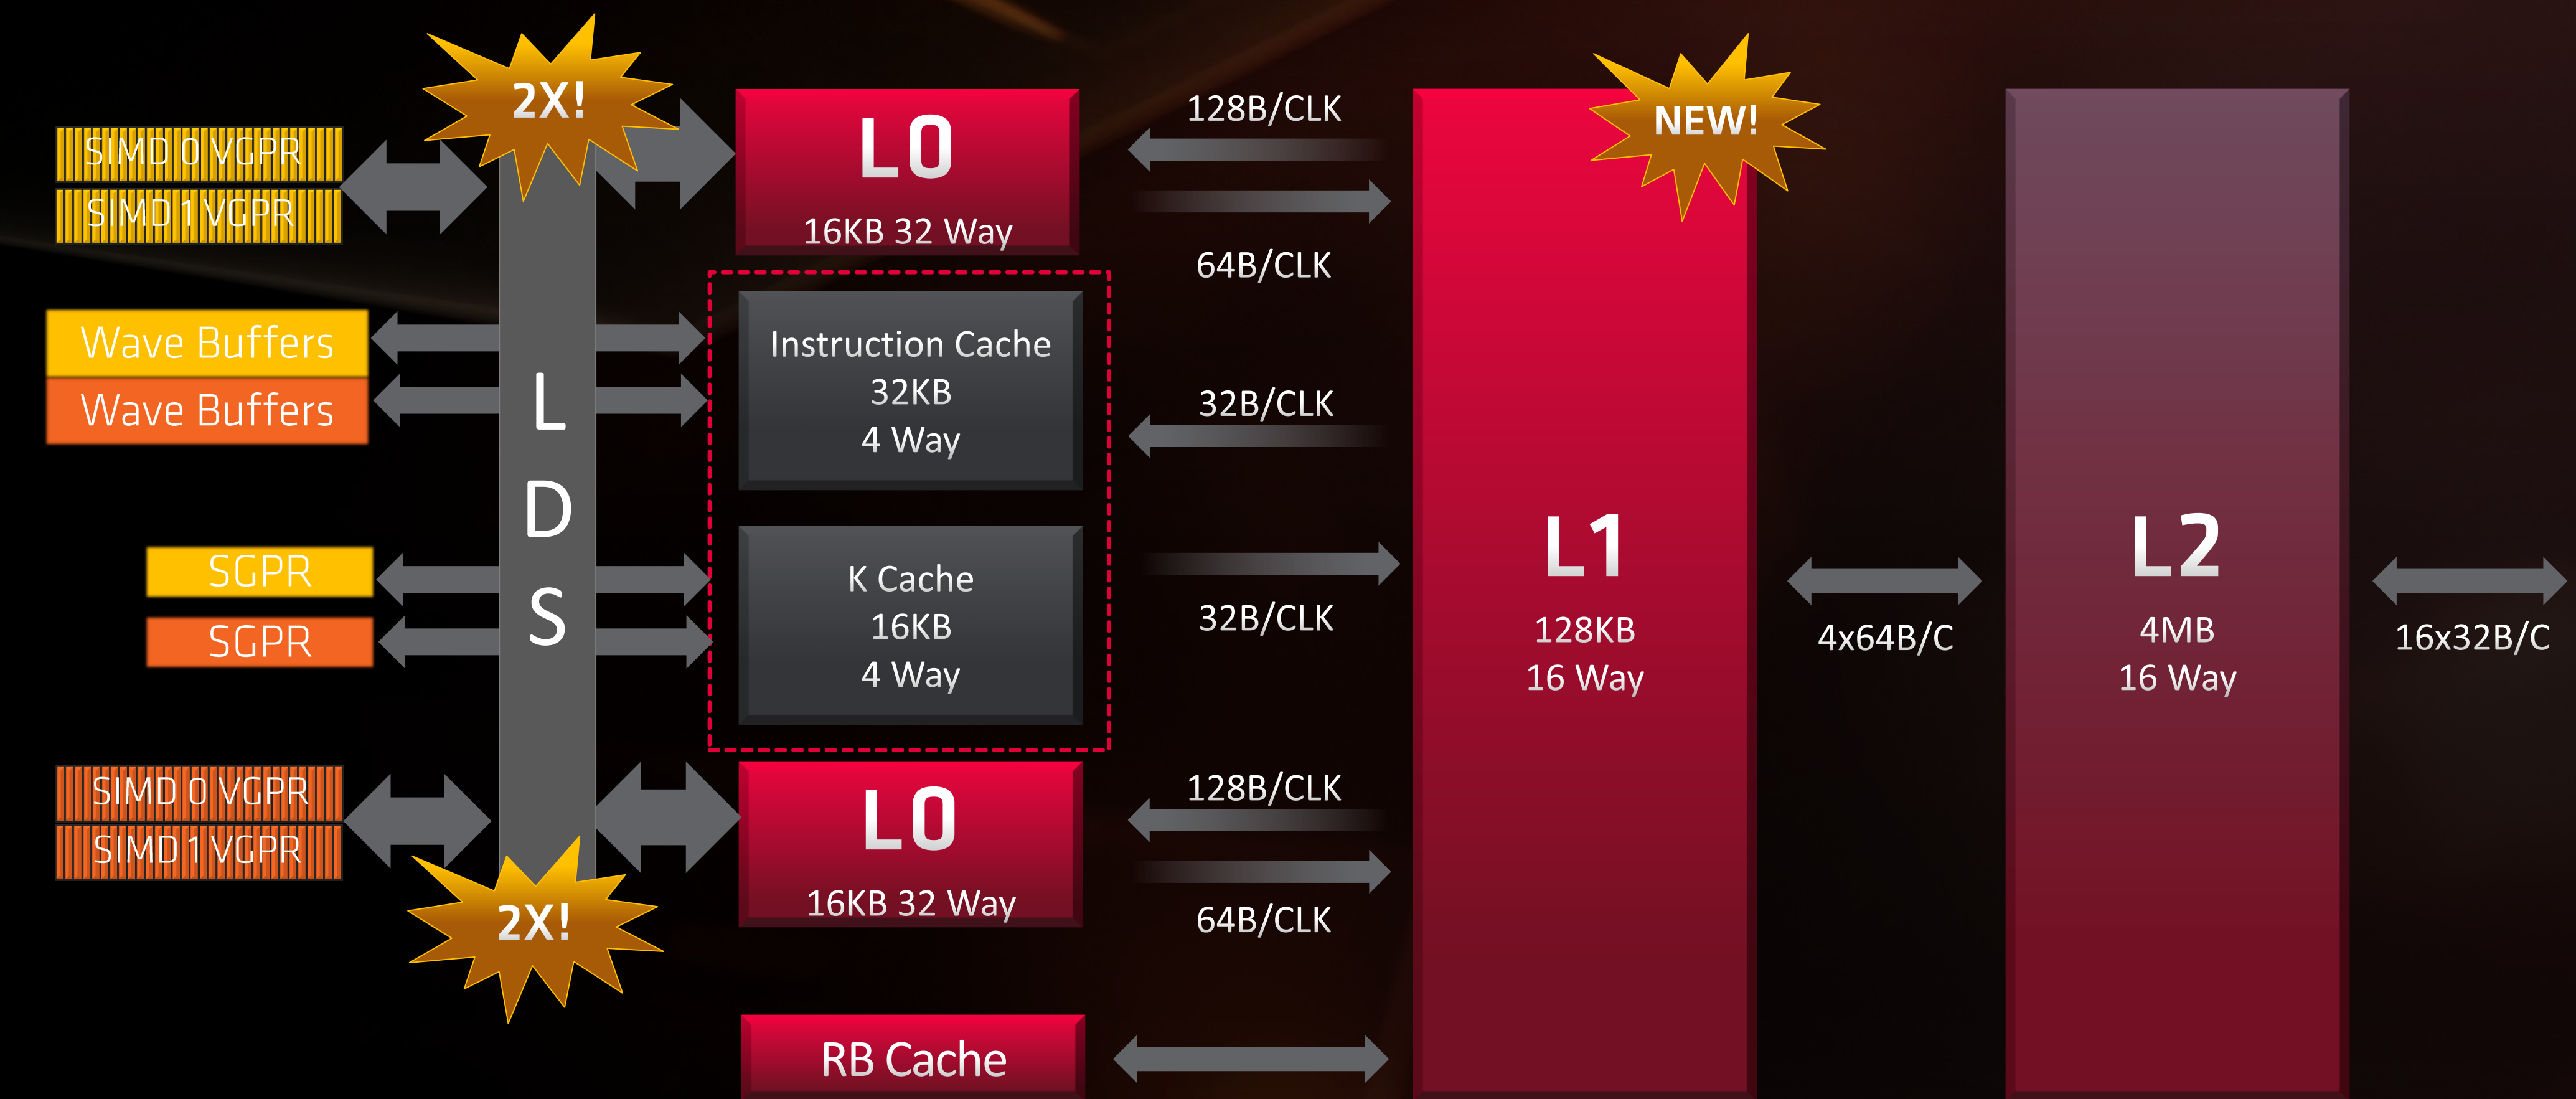 2X!
NEW!
SIMD 0 VGPR
SIMD 1 VGPR
Wave Buffers
Wave Buffers
SGPR
SGPR
SIMD 0 VGPR
SIMD 1 VGPR
L
D
S
2X!
L0
16KB 32 Way
Instruction Cache
32KB
4 Way
K Cache
16KB
4 Way
L0
16KB 32 Way
RB Cache
128B/CLK
64B/CLK
32B/CLK
32B/CLK
128B/CLK
64B/CLK
L1
128KB
16 Way
4x64B/C
L2
4MB
16 Way
16x32B/C